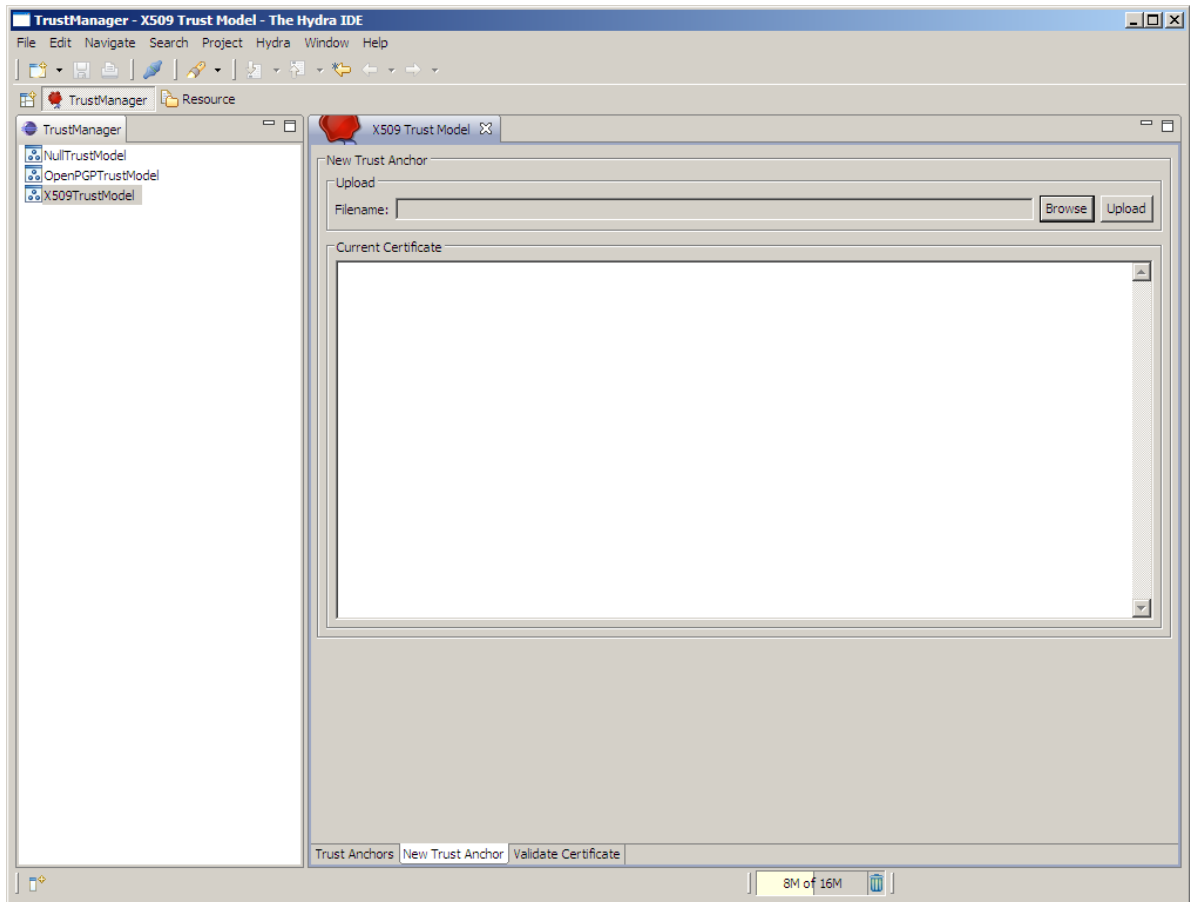 TrustManager - X509 Trust Model - The Hydra IDE
File Edit Navigate Search Project Hydra Window Help
TrustManager Resource
TrustManager
X509 Trust Model
NullTrustModel
OpenPGPTrustModel
X509TrustModel
New Trust Anchor
Upload
Filename: Browse Upload
Current Certificate
Trust Anchors New Trust Anchor Validate Certificate
8M of 16M